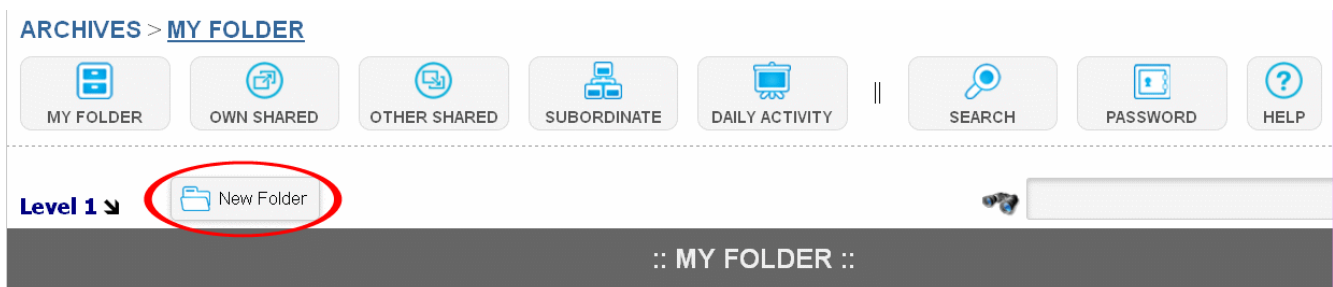 ARCHIVES > MY FOLDER
MY FOLDER OWN SHARED OTHER SHARED SUBORDINATE DAILY ACTIVITY || SEARCH PASSWORD HELP
Level 1 New Folder
:: MY FOLDER ::